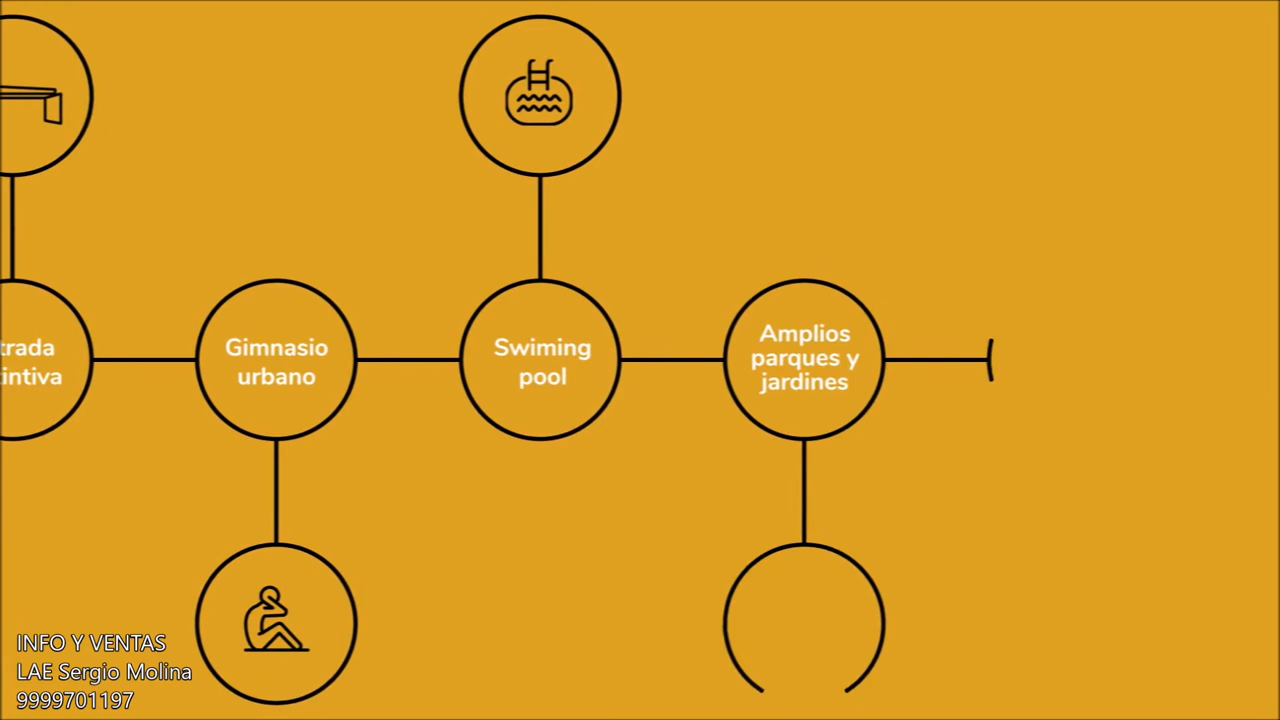 trada
intiva
Gimnasio
urbano
Swiming
pool
Amplios
parques y
jardines
INFO Y VENTAS
LAE Sergio Molina
9999701197